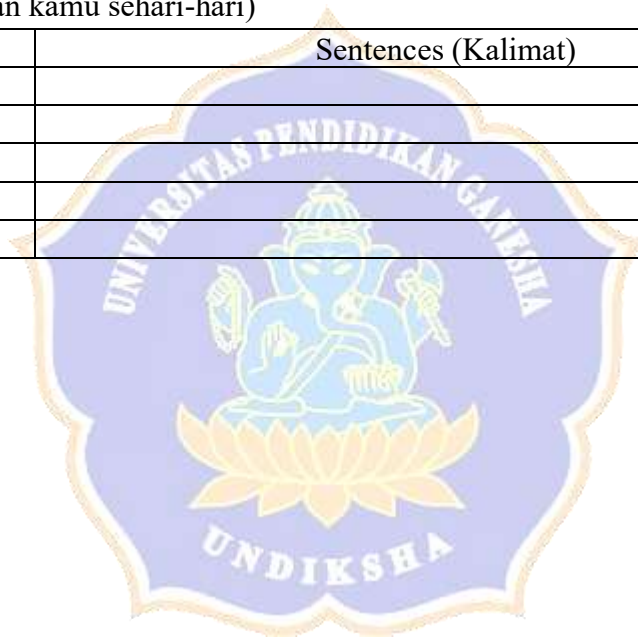 an kamu sehari-hari)
Sentences (Kalimat)
UNIVERSITAS PENDIDIKAN GANESHA
UNDIKSHA